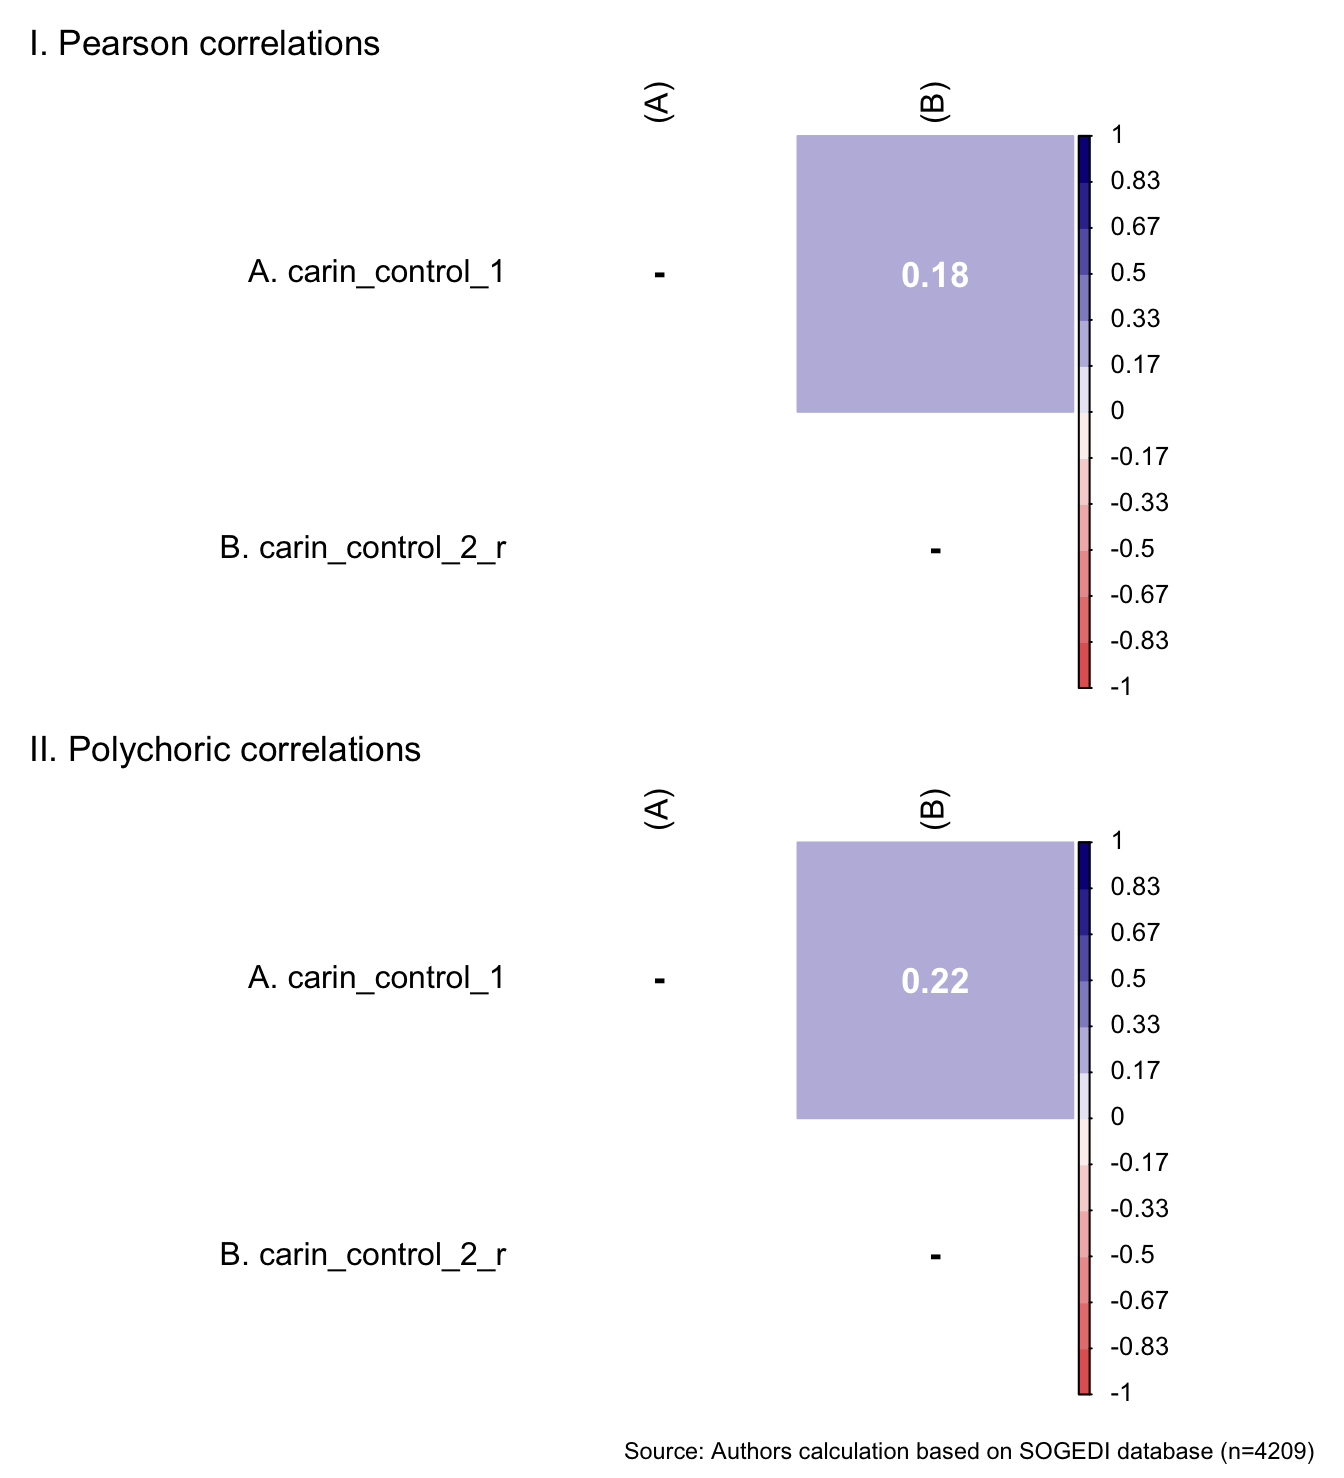 I. Pearson correlations
(A) (B)
A. carin_control_1 - 0.18
B. carin_control_2_r -
1
0.83
0.67
0.5
0.33
0.17
0
-0.17
-0.33
-0.5
-0.67
-0.83
-1
II. Polychoric correlations
(A) (B)
A. carin_control_1 - 0.22
B. carin_control_2_r -
1
0.83
0.67
0.5
0.33
0.17
0
-0.17
-0.33
-0.5
-0.67
-0.83
-1
Source: Authors calculation based on SOGEDI database (n=4209)